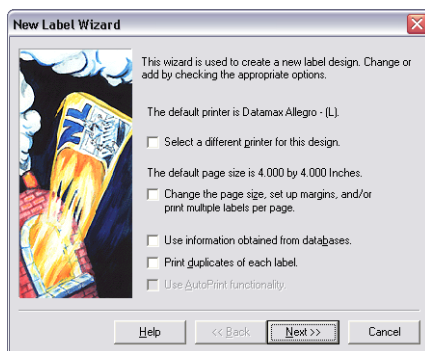 New Label Wizard
This wizard is used to create a new label design. Change or
add by checking the appropriate options.
The default printer is Datamax Allegro - (L).
Select a different printer for this design.
The default page size is 4.000 by 4.000 Inches.
Change the page size, set up margins, and/or
print multiple labels per page.
Use information obtained from databases.
Print duplicates of each label.
Use AutoPrint functionality.
NL
Help
<< Back
Next >>
Cancel